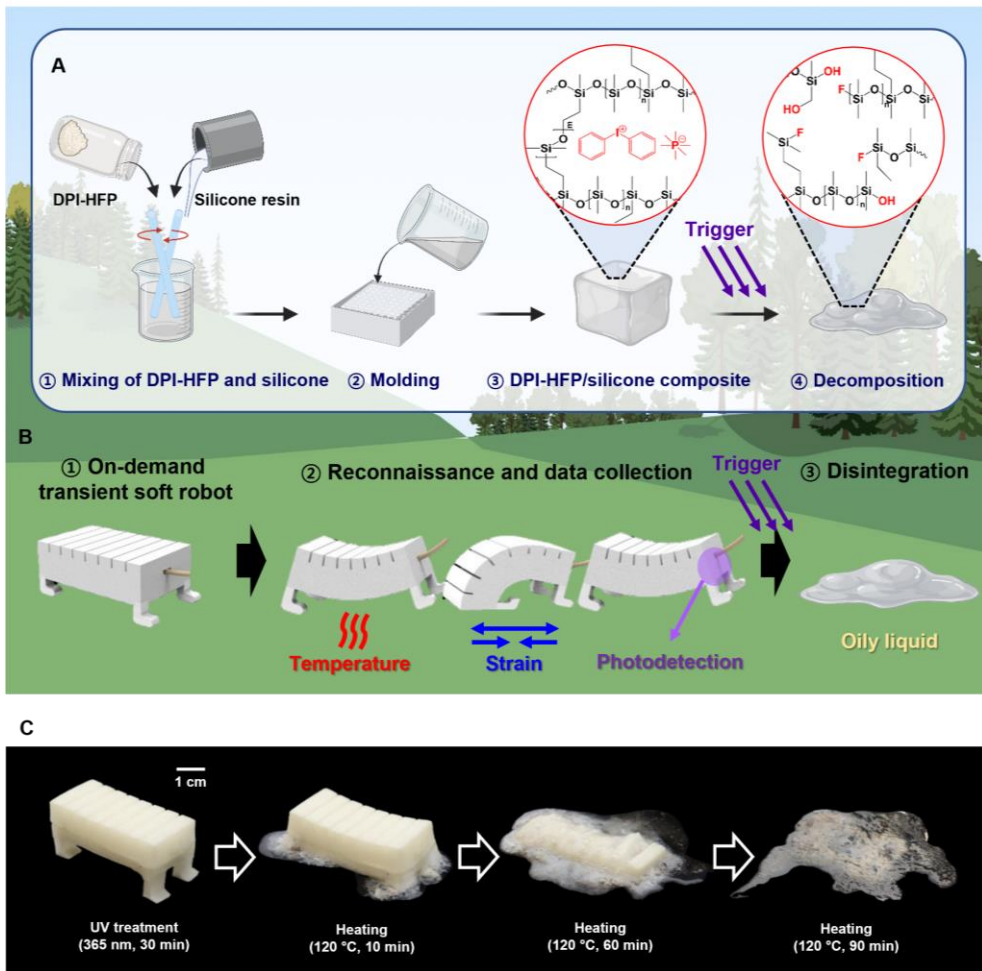 A
DPI-HFP
Silicone resin
Trigger
① Mixing of DPI-HFP and silicone
② Molding
③ DPI-HFP/silicone composite
④ Decomposition
B
① On-demand
transient soft robot
② Reconnaissance and data collection
Trigger
③ Disintegration
Temperature
Strain
Photodetection
Oily liquid
C
1 cm
UV treatment
(365 nm, 30 min)
Heating
(120 °C, 10 min)
Heating
(120 °C, 60 min)
Heating
(120 °C, 90 min)